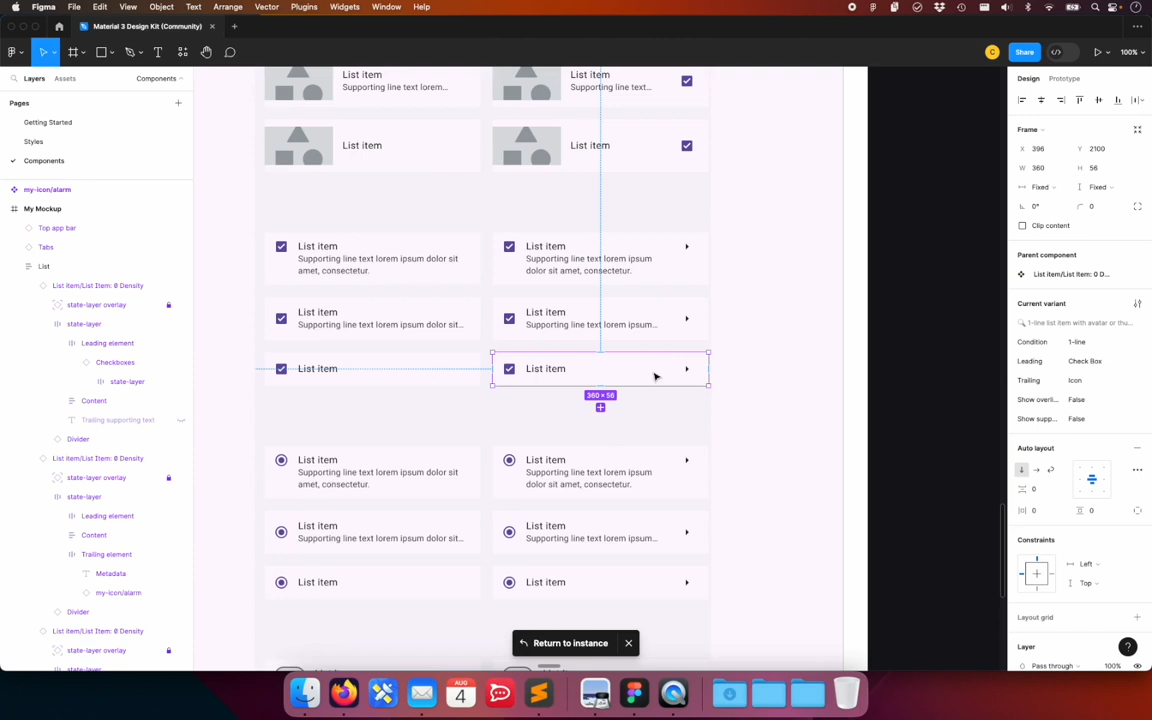 Figma File Edit View Object Text Arrange Vector Plugins Widgets Window Help
Material 3 Design Kit (Community)
C Share 100%
Layers Assets Components
Pages
Getting Started
Styles
Components
my-icon/alarm
My Mockup
Top app bar
Tabs
List
List item/List Item: 0 Density
state-layer overlay
state-layer
Leading element
Checkboxes
state-layer
Content
Trailing supporting text
Divider
List item/List Item: 0 Density
state-layer overlay
state-layer
Leading element
Content
Trailing element
Metadata
my-icon/alarm
Divider
List item/List Item: 0 Density
state-layer overlay
List item
Supporting line text lorem...
List item
Supporting line text...
List item
List item
List item
Supporting line text lorem ipsum dolor sit
amet, consectetur.
List item
Supporting line text lorem ipsum
dolor sit amet, consectetur.
List item
Supporting line text lorem ipsum dolor sit...
List item
Supporting line text lorem ipsum...
List item
List item
360 × 56
List item
Supporting line text lorem ipsum dolor sit
amet, consectetur.
List item
Supporting line text lorem ipsum
dolor sit amet, consectetur.
List item
Supporting line text lorem ipsum dolor sit...
List item
Supporting line text lorem ipsum...
List item
List item
Return to instance
Design Prototype
Frame
X 396 Y 2100
W 360 H 56
Fixed Fixed
0° 0
Clip content
Parent component
List item/List Item: 0 D...
Current variant
1-line list item with avatar or thu...
Condition 1-line
Leading Check Box
Trailing Icon
Show overl... False
Show supp... False
Auto layout
0
0 0
Constraints
Left
Top
Layout grid
Layer
Pass through 100%
?
AUG
4